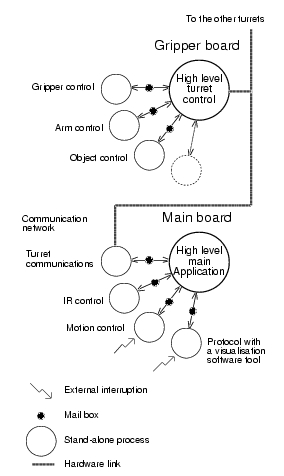 To the other turrets
Gripper board
Gripper control
High level
turret
control
Arm control
Object control
Communication
network
Main board
Turret
communications
High level
main
Application
IR control
Motion control
Protocol with
a visualisation
software tool
External interruption
Mail box
Stand-alone process
Hardware link